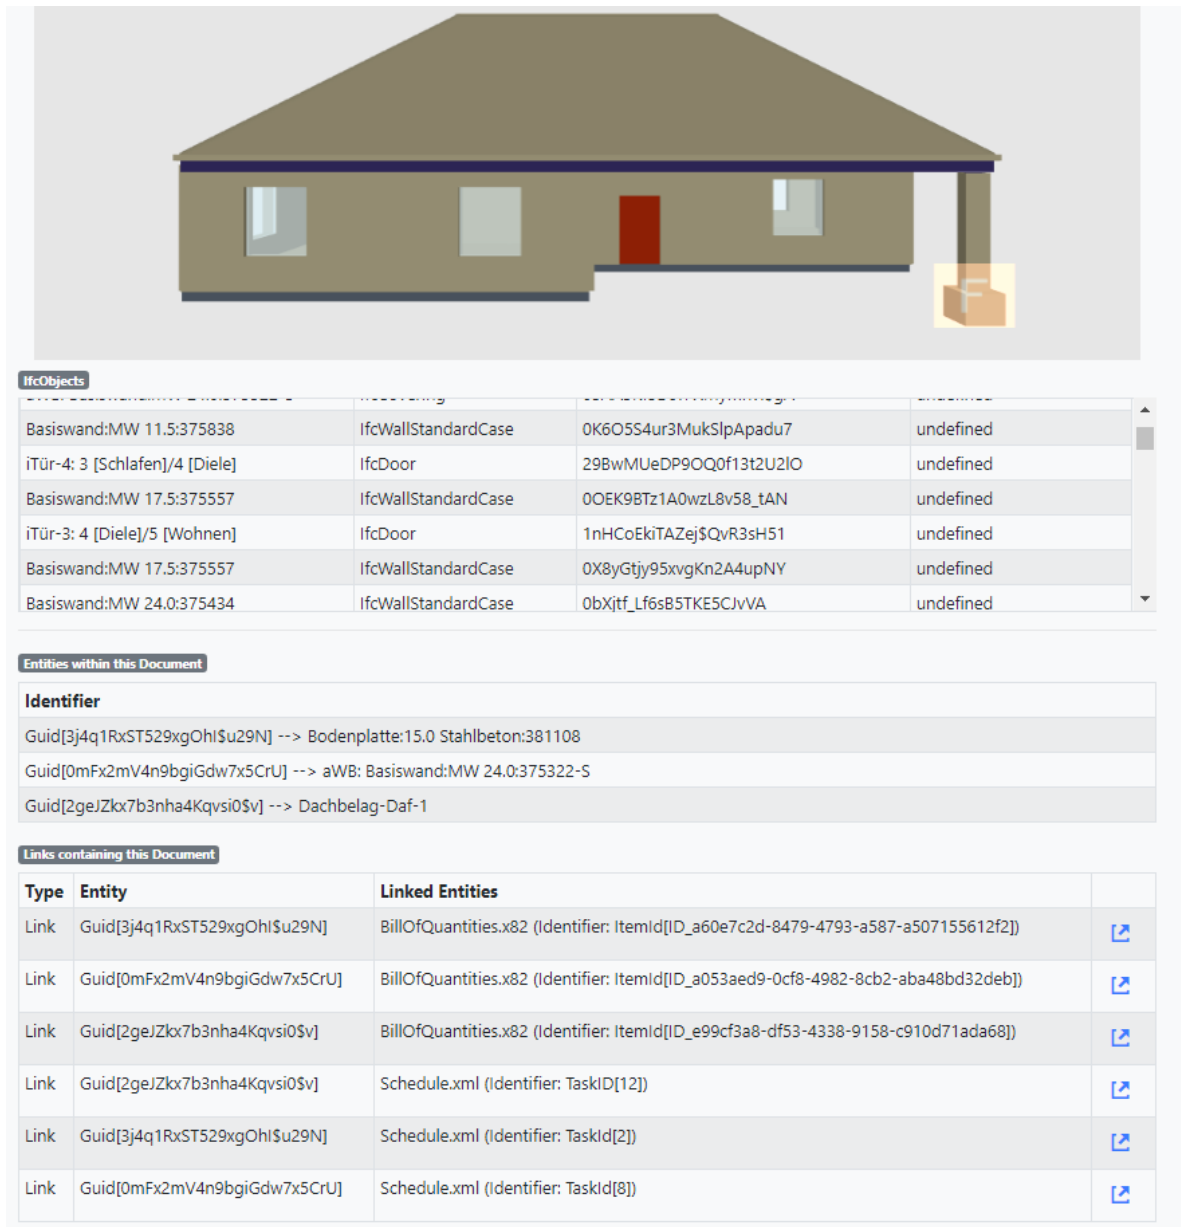 F
IfcObjects
Basiswand:MW 11.5:375838 IfcWallStandardCase 0K6O5S4ur3MukSlpApadu7 undefined
iTür-4: 3 [Schlafen]/4 [Diele] IfcDoor 29BwMUeDP9OQ0f13t2U2lO undefined
Basiswand:MW 17.5:375557 IfcWallStandardCase 0OEK9BTz1A0wzL8v58_tAN undefined
iTür-3: 4 [Diele]/5 [Wohnen] IfcDoor 1nHCoEkiTAZej$QvR3sH51 undefined
Basiswand:MW 17.5:375557 IfcWallStandardCase 0X8yGtjy95xvgKn2A4upNY undefined
Basiswand:MW 24.0:375434 IfcWallStandardCase 0bXjtf_Lf6sB5TKE5CJvVA undefined
Entities within this Document
Identifier
Guid[3j4q1RxST529xgOhI$u29N] --> Bodenplatte:15.0 Stahlbeton:381108
Guid[0mFx2mV4n9bgiGdw7x5CrU] --> aWB: Basiswand:MW 24.0:375322-S
Guid[2geJZkx7b3nha4Kqvsi0$v] --> Dachbelag-Daf-1
Links containing this Document
Type Entity Linked Entities
Link Guid[3j4q1RxST529xgOhI$u29N] BillOfQuantities.x82 (Identifier: ItemId[ID_a60e7c2d-8479-4793-a587-a507155612f2])
Link Guid[0mFx2mV4n9bgiGdw7x5CrU] BillOfQuantities.x82 (Identifier: ItemId[ID_a053aed9-0cf8-4982-8cb2-aba48bd32deb])
Link Guid[2geJZkx7b3nha4Kqvsi0$v] BillOfQuantities.x82 (Identifier: ItemId[ID_e99cf3a8-df53-4338-9158-c910d71ada68])
Link Guid[2geJZkx7b3nha4Kqvsi0$v] Schedule.xml (Identifier: TaskID[12])
Link Guid[3j4q1RxST529xgOhI$u29N] Schedule.xml (Identifier: TaskId[2])
Link Guid[0mFx2mV4n9bgiGdw7x5CrU] Schedule.xml (Identifier: TaskId[8])